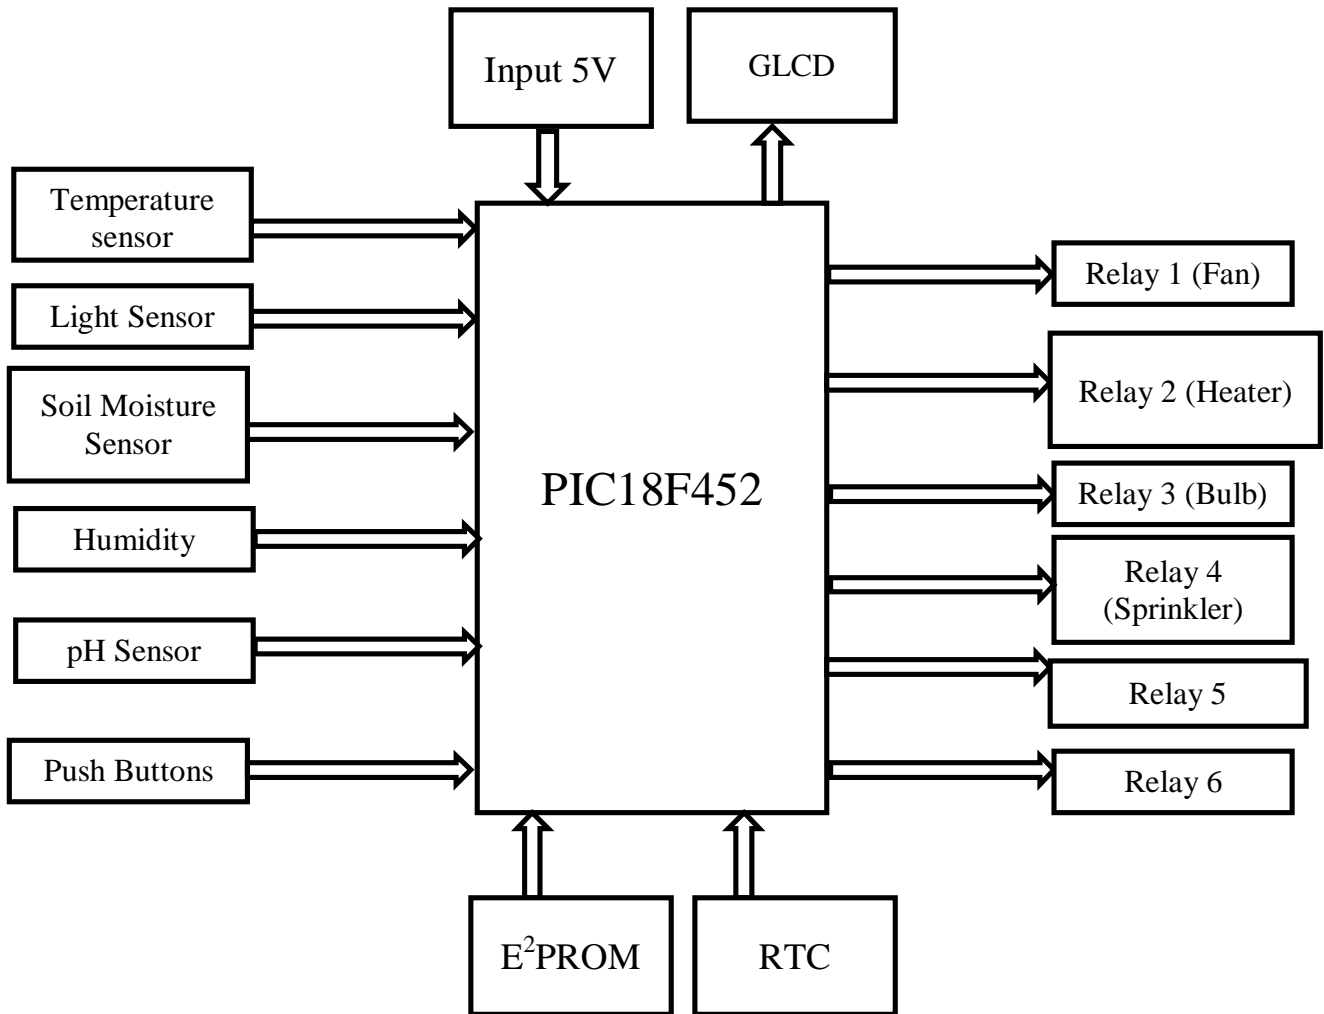 Input 5V
GLCD
Temperature
sensor
Light Sensor
Soil Moisture
Sensor
Humidity
pH Sensor
Push Buttons
PIC18F452
Relay 1 (Fan)
Relay 2 (Heater)
Relay 3 (Bulb)
Relay 4
(Sprinkler)
Relay 5
Relay 6
E²PROM
RTC